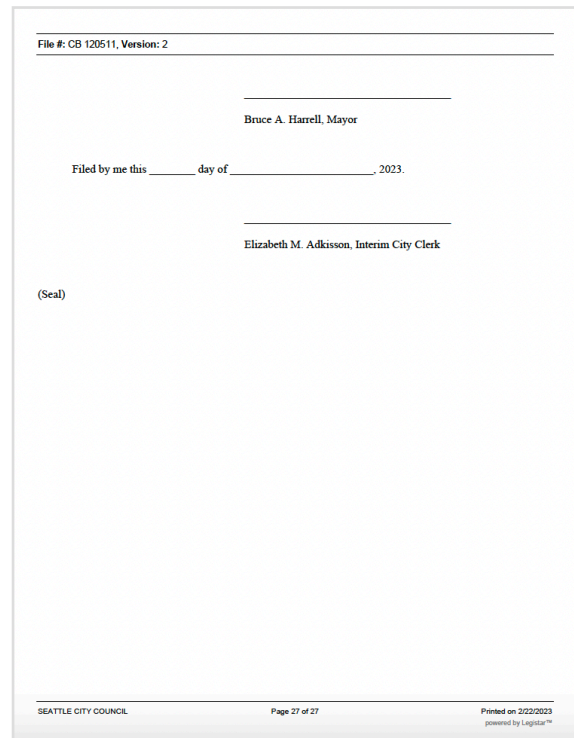 File #: CB 120511, Version: 2
Bruce A. Harrell, Mayor
Filed by me this ________ day of _________________________, 2023.
Elizabeth M. Adkisson, Interim City Clerk
(Seal)
SEATTLE CITY COUNCIL Page 27 of 27 Printed on 2/22/2023
powered by Legistar™